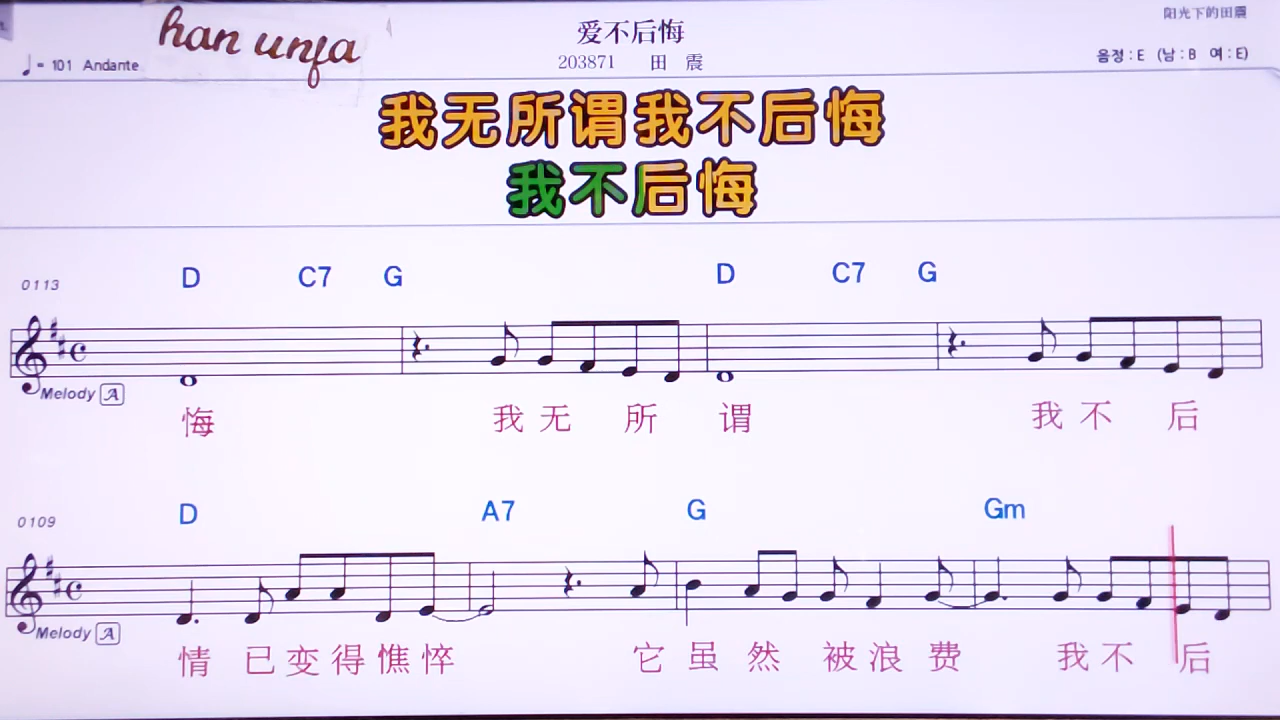 han unfa
爱不后悔
阳光下的田震
♩= 101 Andante
203871 田 震
음정 : E (남 : B 여 : E)
我无所谓我不后悔
我不后悔
0113
D C7 G D C7 G
Melody A
悔 我 无 所 谓 我 不 后
0109
D A7 G Gm
Melody A
情 已 变 得 憔 悴 它 虽 然 被 浪 费 我 不 后